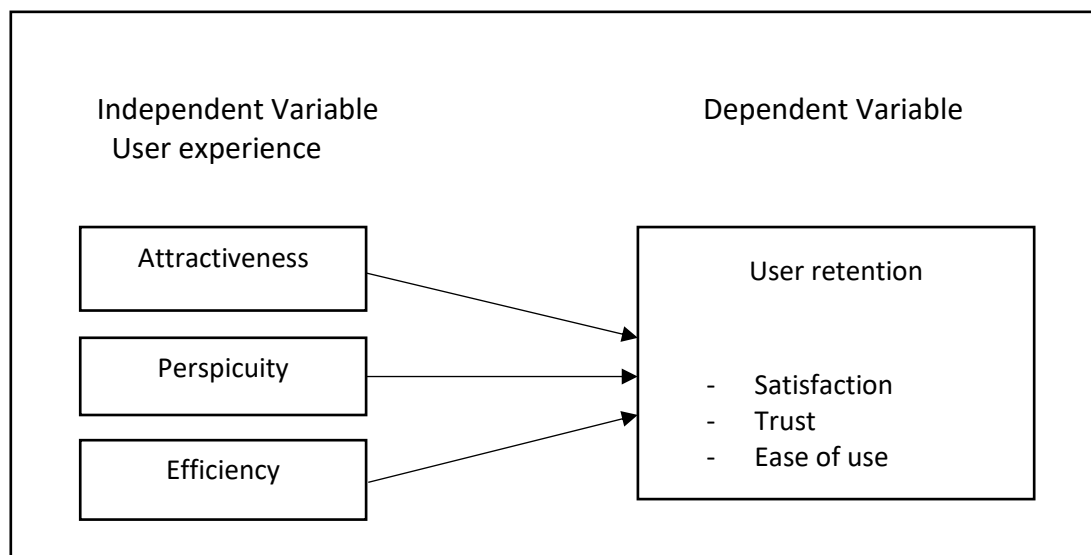 Independent Variable
User experience
Dependent Variable
Attractiveness
Perspicuity
Efficiency
User retention
- Satisfaction
- Trust
- Ease of use